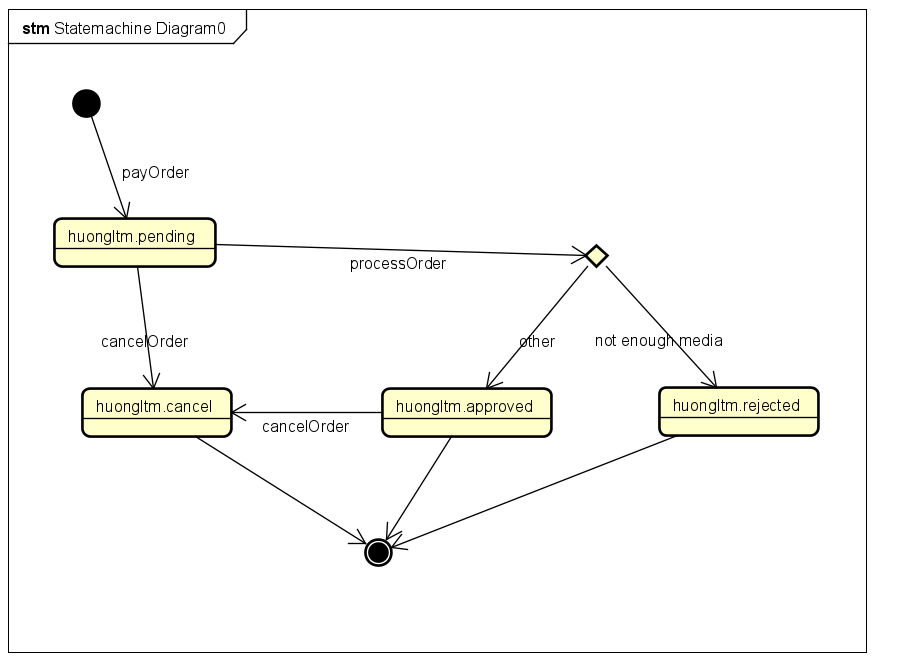 stm Statemachine Diagram0
payOrder
huongltm.pending
processOrder
cancelOrder
other
not enough media
huongltm.cancel
huongltm.approved
huongltm.rejected
cancelOrder